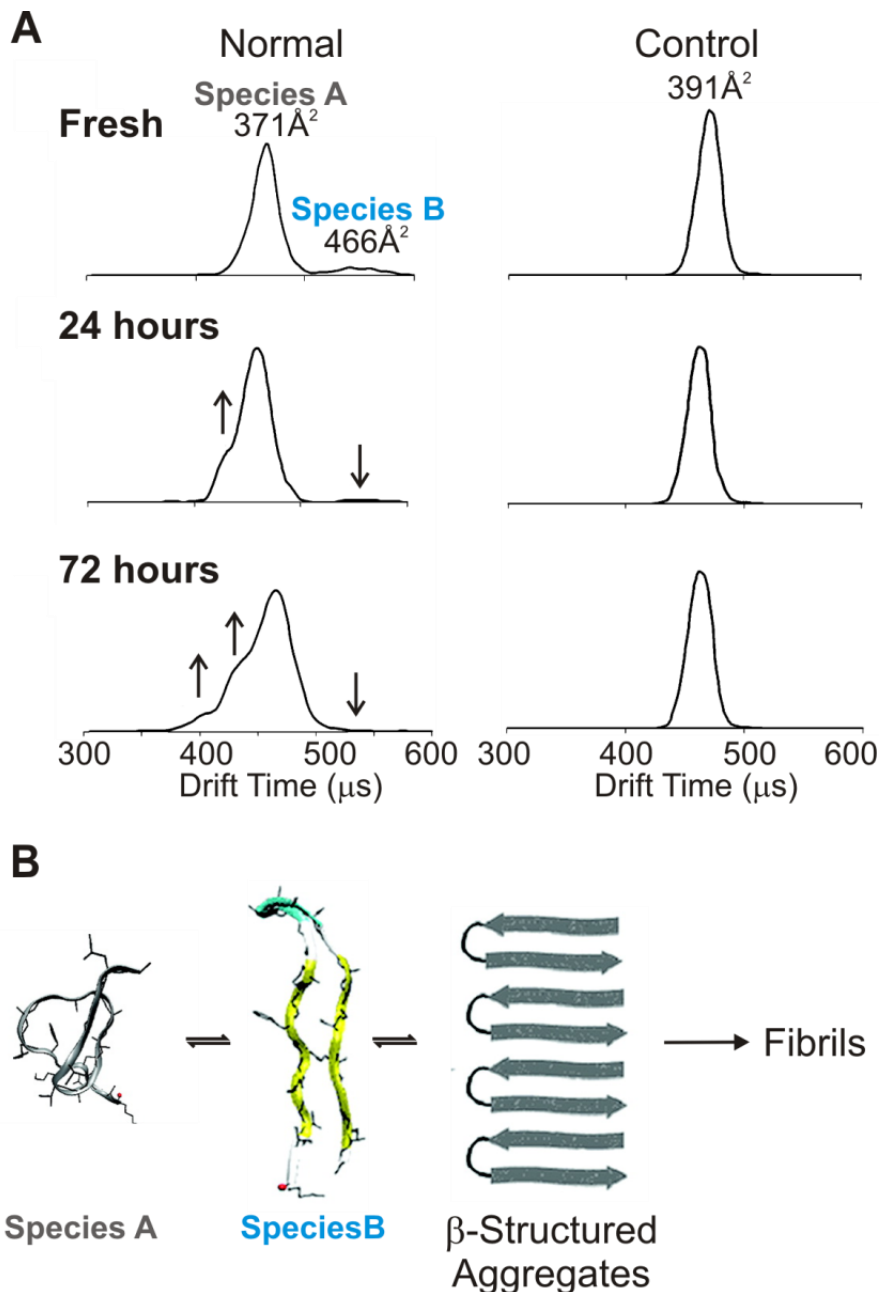 A
Normal
Control
Species A
371Å²
391Å²
Fresh
Species B
466Å²
24 hours
72 hours
300 400 500 600
300 400 500 600
Drift Time (μs)
Drift Time (μs)
B
Fibrils
Species A
SpeciesB
β-Structured
Aggregates